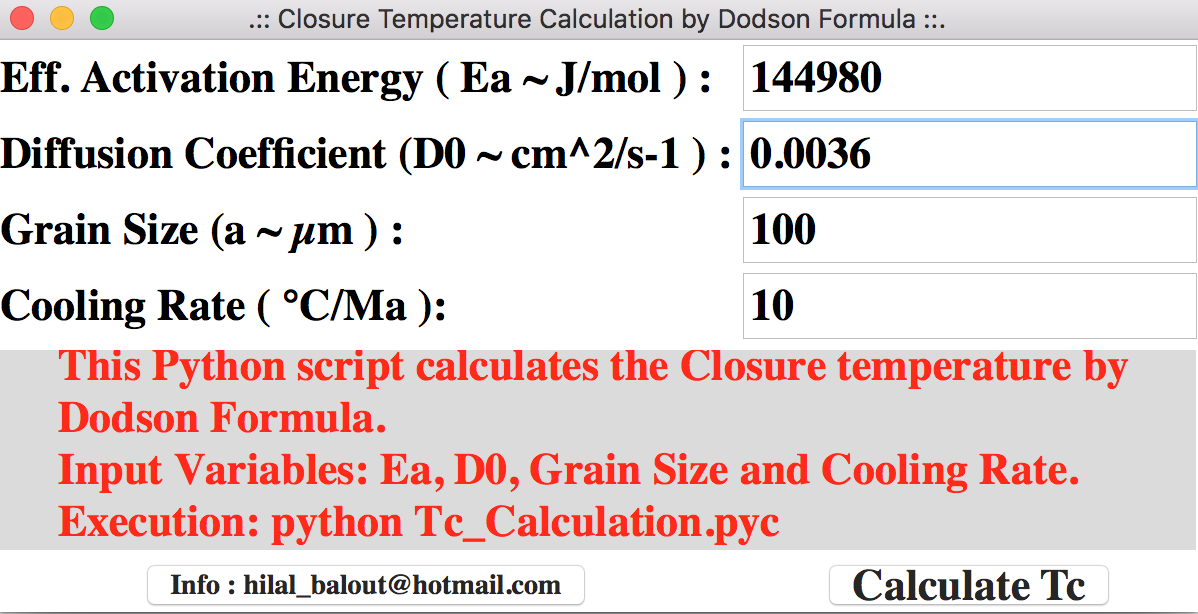 .:: Closure Temperature Calculation by Dodson Formula ::.
Eff. Activation Energy ( Ea ~ J/mol ) : 144980
Diffusion Coefficient (D0 ~ cm^2/s-1 ) : 0.0036
Grain Size (a ~ µm ) : 100
Cooling Rate ( °C/Ma ): 10
This Python script calculates the Closure temperature by
Dodson Formula.
Input Variables: Ea, D0, Grain Size and Cooling Rate.
Execution: python Tc_Calculation.pyc
Info : hilal_balout@hotmail.com Calculate Tc